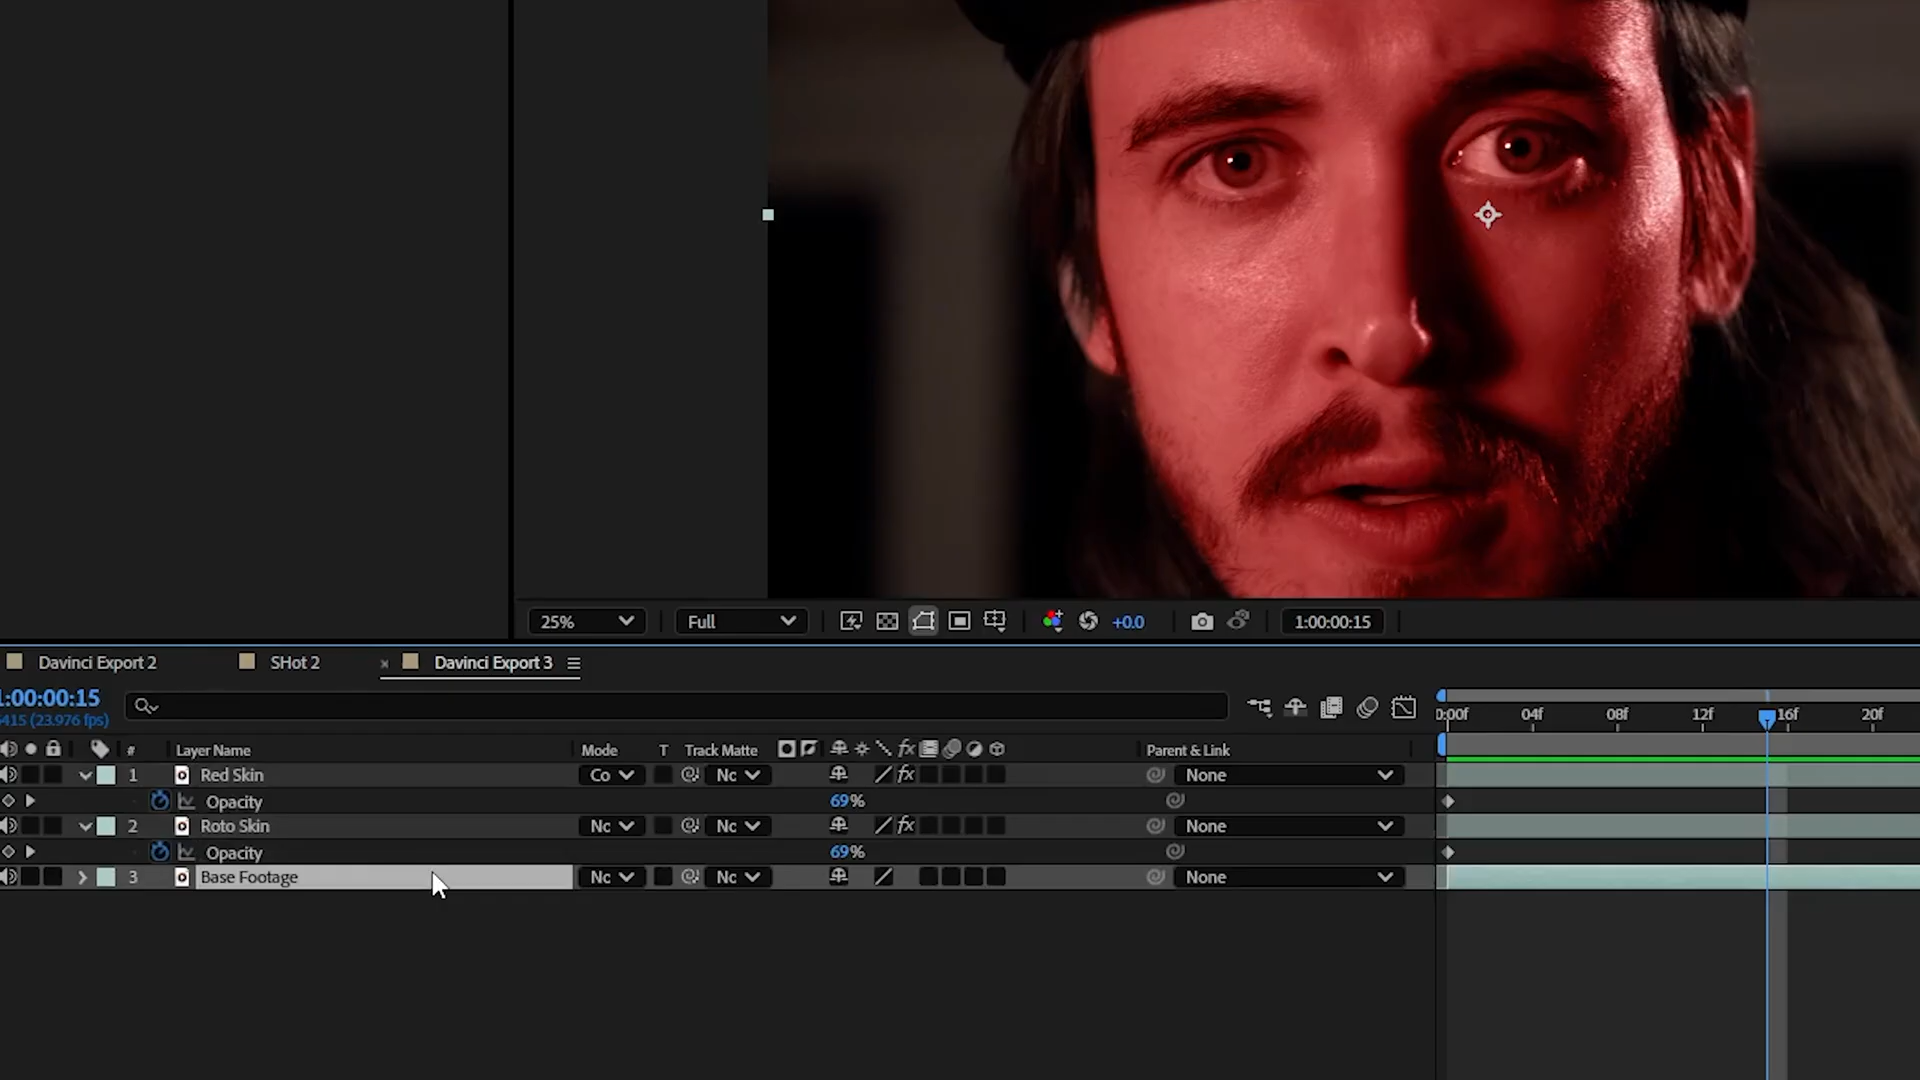 25%
Full
+0.0
1:00:00:15
Davinci Export 2
SHot 2
x
Davinci Export 3
1:00:00:15
415 (23.976 fps)
0:00f 04f 08f 12f 16f 20f
# Layer Name Mode T Track Matte fx Parent & Link
1 Red Skin Co Nc fx None
Opacity 69%
2 Roto Skin Nc Nc fx None
Opacity 69%
3 Base Footage Nc Nc None